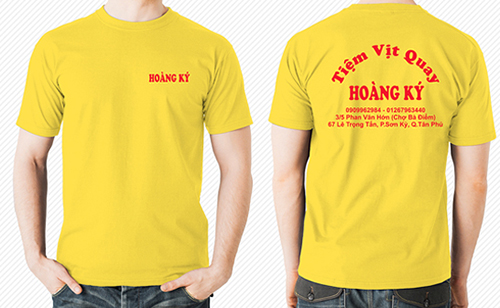 HOÀNG KÝ
Tiệm Vịt Quay
HOÀNG KÝ
0909962984 - 01267963440
3/5 Phan Văn Hớn (Chợ Bà Điểm)
67 Lê Trọng Tấn, P.Sơn Kỳ, Q.Tân Phú